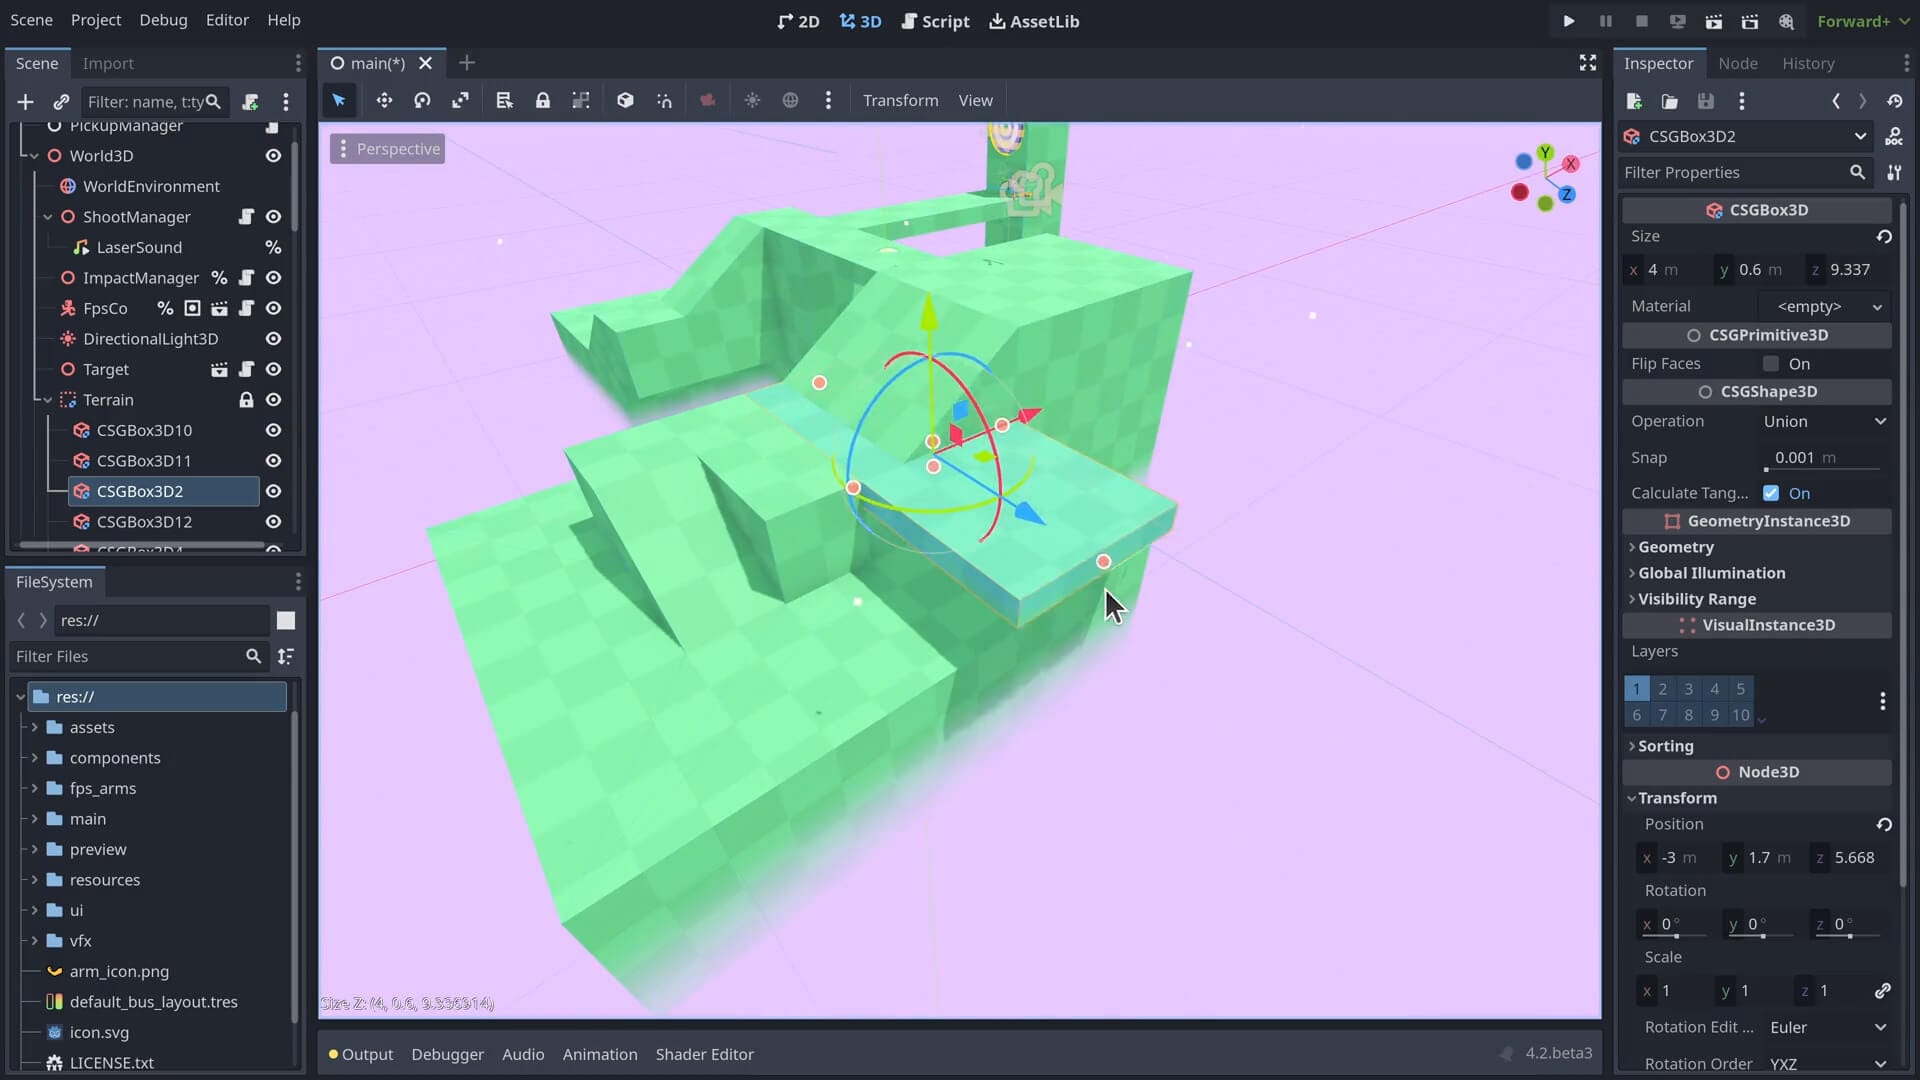 Scene Project Debug Editor Help
2D 3D Script AssetLib
Forward+
Scene Import
main(*)
Inspector Node History
Filter: name, t:ty
Transform View
PickupManager
World3D
WorldEnvironment
ShootManager
LaserSound
ImpactManager
FpsCo
DirectionalLight3D
Target
Terrain
CSGBox3D10
CSGBox3D11
CSGBox3D2
CSGBox3D12
FileSystem
res://
Filter Files
res://
assets
components
fps_arms
main
preview
resources
ui
vfx
arm_icon.png
default_bus_layout.tres
icon.svg
LICENSE.txt
Perspective
Y
X
Z
Size Z: (4, 0.6, 9.336914)
Output Debugger Audio Animation Shader Editor
4.2.beta3
CSGBox3D2
Filter Properties
CSGBox3D
Size
x 4 m y 0.6 m z 9.337
Material <empty>
CSGPrimitive3D
Flip Faces On
CSGShape3D
Operation Union
Snap 0.001 m
Calculate Tang... On
GeometryInstance3D
Geometry
Global Illumination
Visibility Range
VisualInstance3D
Layers
1 2 3 4 5
6 7 8 9 10
Sorting
Node3D
Transform
Position
x -3 m y 1.7 m z 5.668
Rotation
x 0° y 0° z 0°
Scale
x 1 y 1 z 1
Rotation Edit ... Euler
Rotation Order YXZ